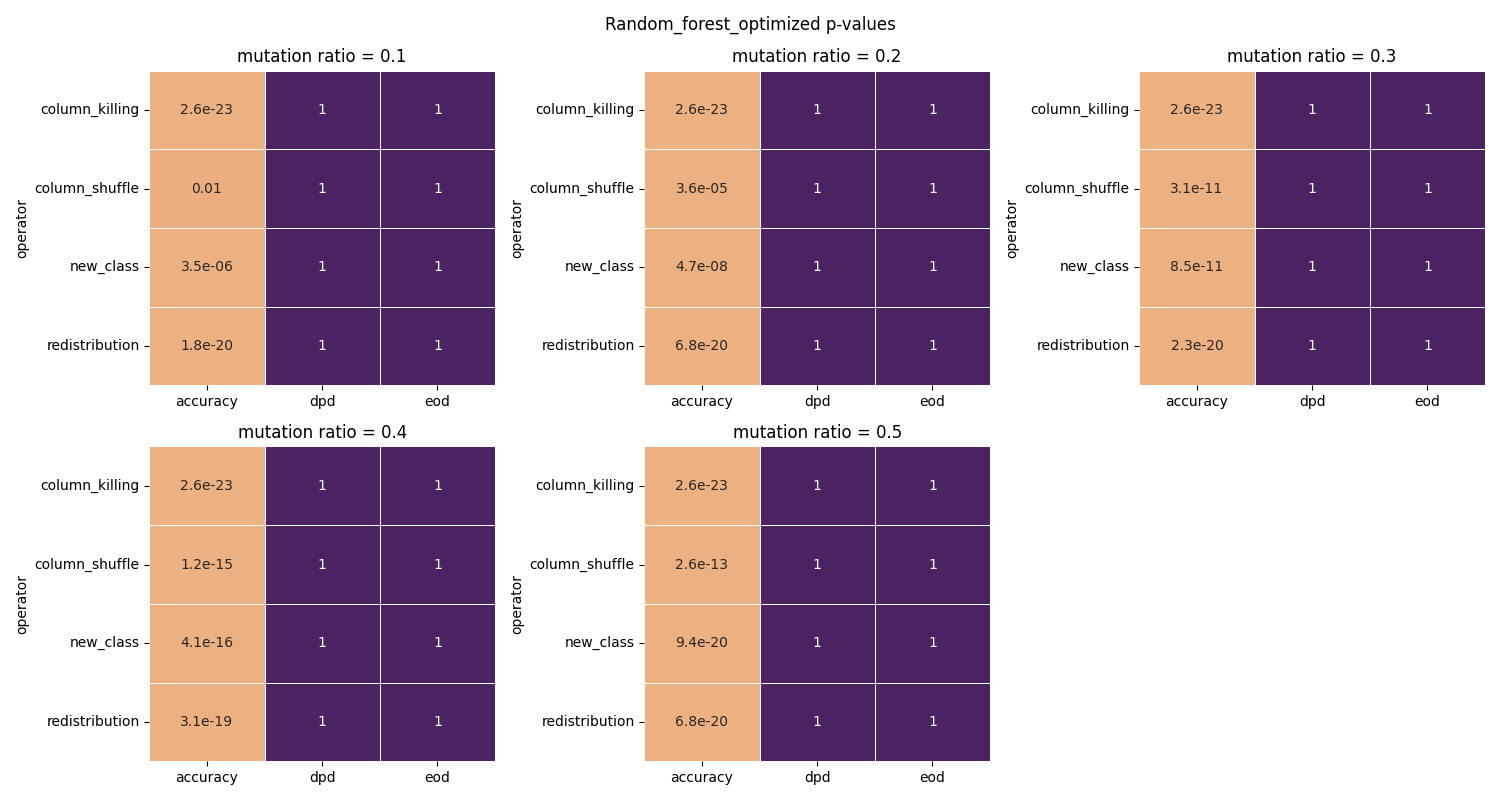 Random_forest_optimized p-values
mutation ratio = 0.1
operator
column_killing 2.6e-23 1 1
column_shuffle 0.01 1 1
new_class 3.5e-06 1 1
redistribution 1.8e-20 1 1
accuracy dpd eod
mutation ratio = 0.2
operator
column_killing 2.6e-23 1 1
column_shuffle 3.6e-05 1 1
new_class 4.7e-08 1 1
redistribution 6.8e-20 1 1
accuracy dpd eod
mutation ratio = 0.3
operator
column_killing 2.6e-23 1 1
column_shuffle 3.1e-11 1 1
new_class 8.5e-11 1 1
redistribution 2.3e-20 1 1
accuracy dpd eod
mutation ratio = 0.4
operator
column_killing 2.6e-23 1 1
column_shuffle 1.2e-15 1 1
new_class 4.1e-16 1 1
redistribution 3.1e-19 1 1
accuracy dpd eod
mutation ratio = 0.5
operator
column_killing 2.6e-23 1 1
column_shuffle 2.6e-13 1 1
new_class 9.4e-20 1 1
redistribution 6.8e-20 1 1
accuracy dpd eod